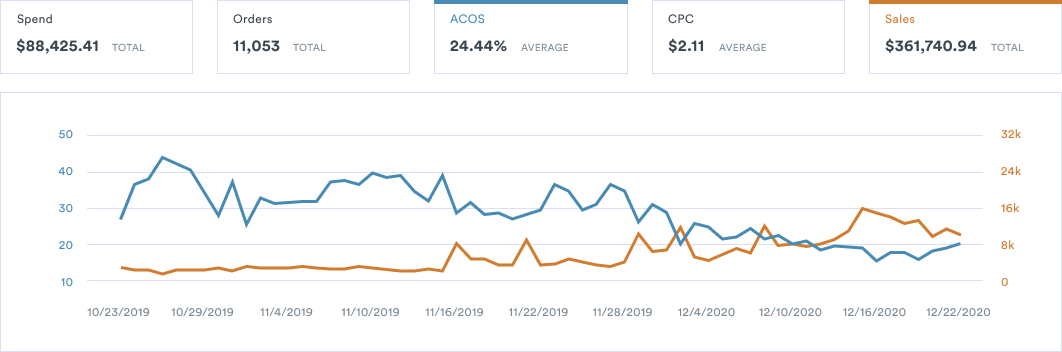 Spend Orders ACOS CPC Sales
$88,425.41 TOTAL 11,053 TOTAL 24.44% AVERAGE $2.11 AVERAGE $361,740.94 TOTAL
50 32k
40 24k
30 16k
20 8k
10 0
10/23/2019 10/29/2019 11/4/2019 11/10/2019 11/16/2019 11/22/2019 11/28/2019 12/4/2020 12/10/2020 12/16/2020 12/22/2020